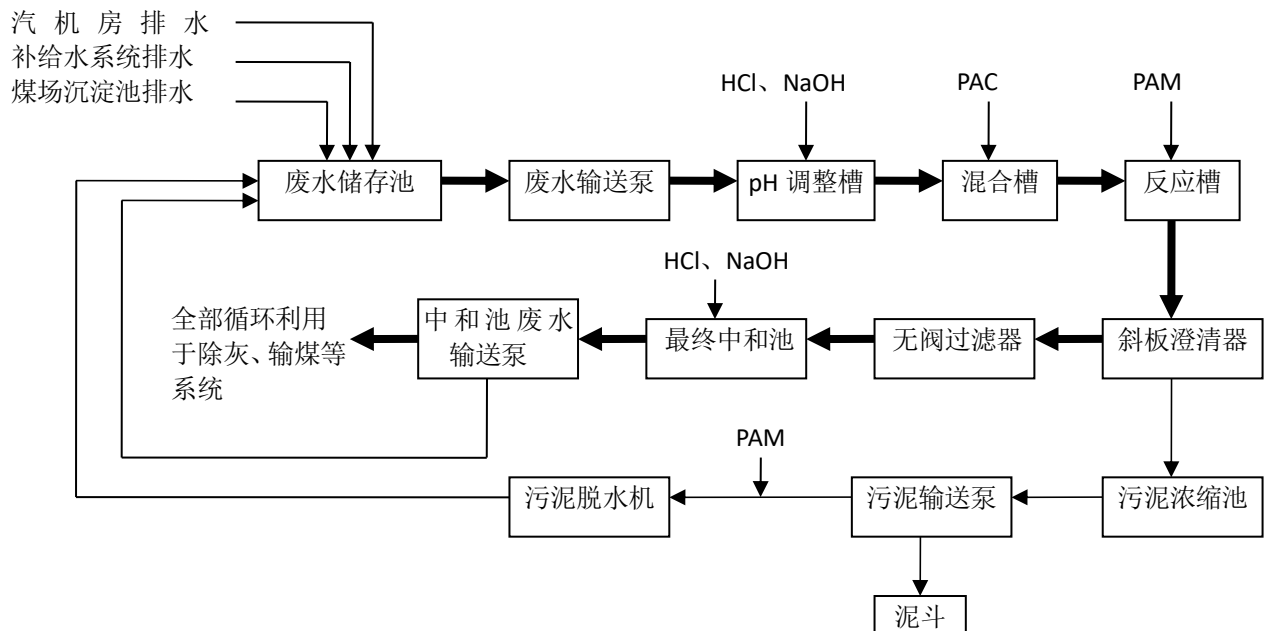 汽机房排水
补给水系统排水
煤场沉淀池排水
HCl、NaOH
PAC
PAM
废水储存池
废水输送泵
pH 调整槽
混合槽
反应槽
HCl、NaOH
全部循环利用
于除灰、输煤等
系统
中和池废水
输送泵
最终中和池
无阀过滤器
斜板澄清器
PAM
污泥脱水机
污泥输送泵
污泥浓缩池
泥斗